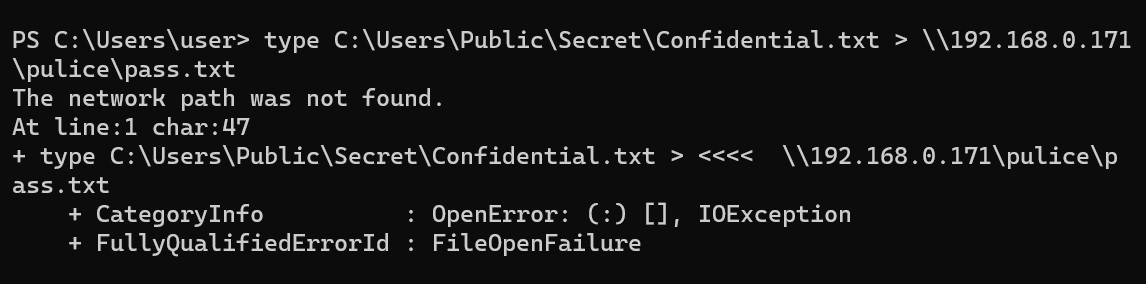 PS C:\Users\user> type C:\Users\Public\Secret\Confidential.txt > \\192.168.0.171
\pulice\pass.txt
The network path was not found.
At line:1 char:47
+ type C:\Users\Public\Secret\Confidential.txt > <<<<  \\192.168.0.171\pulice\p
ass.txt
    + CategoryInfo          : OpenError: (:) [], IOException
    + FullyQualifiedErrorId : FileOpenFailure